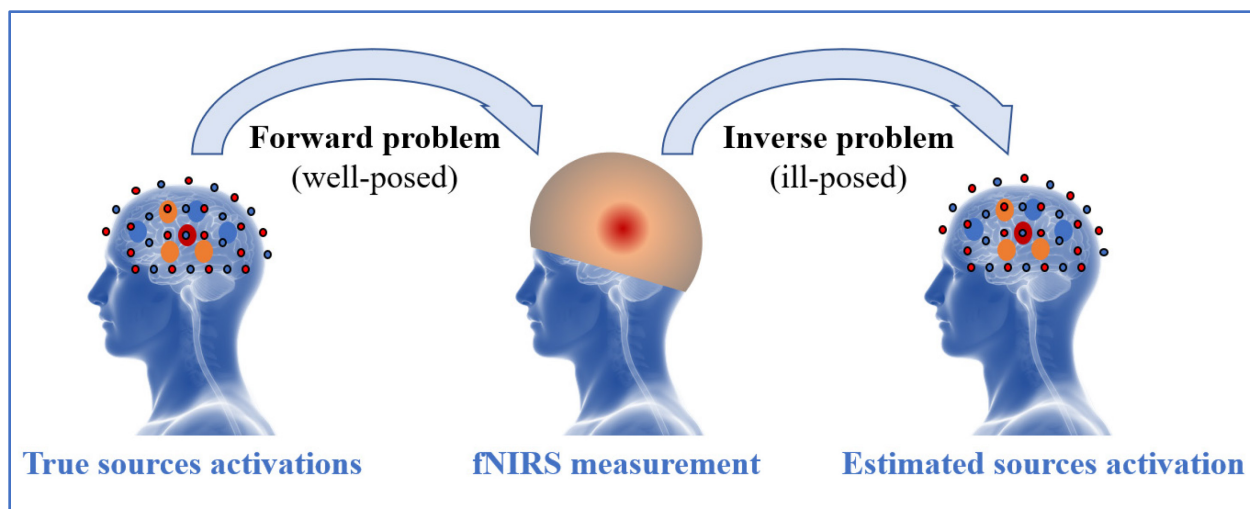 Forward problem
(well-posed)
Inverse problem
(ill-posed)
True sources activations
fNIRS measurement
Estimated sources activation